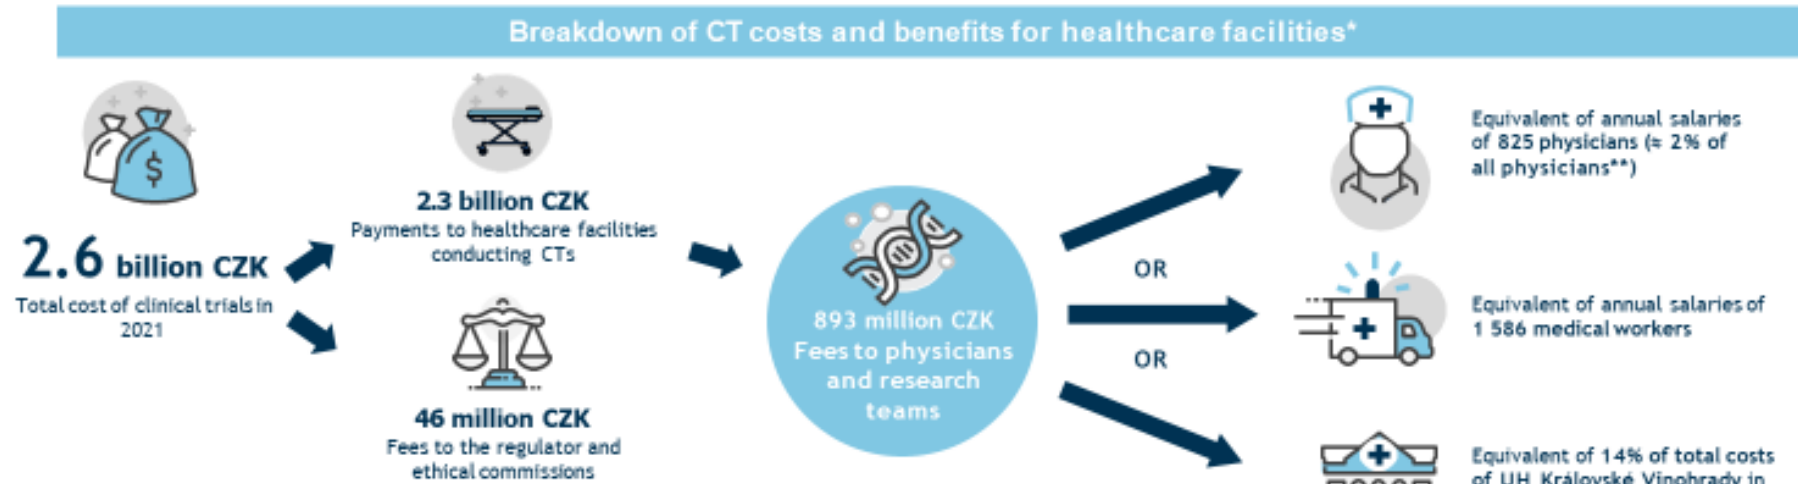 Breakdown of CT costs and benefits for healthcare facilities*
$
2.6 billion CZK
Total cost of clinical trials in
2021
2.3 billion CZK
Payments to healthcare facilities
conducting CTs
46 million CZK
Fees to the regulator and
ethical commissions
893 million CZK
Fees to physicians
and research
teams
OR
OR
Equivalent of annual salaries
of 825 physicians (≈ 2% of
all physicians**)
Equivalent of annual salaries of
1 586 medical workers
Equivalent of 14% of total costs
of UH Královské Vinohrady in